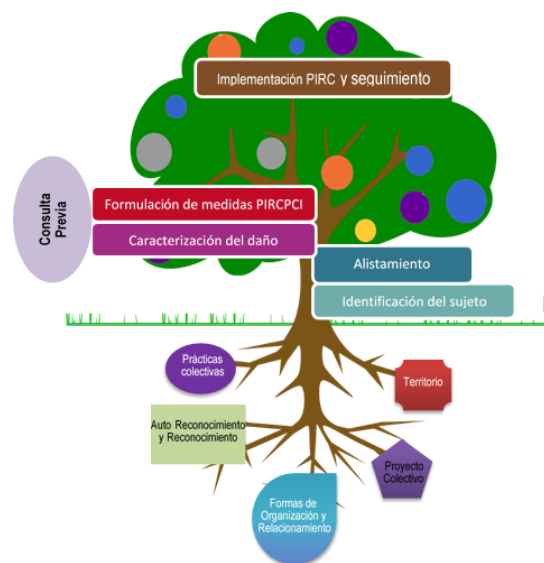 Implementación PIRC y seguimiento
Consulta
Previa
Formulación de medidas PIRCPCI
Caracterización del daño
Alistamiento
Identificación del sujeto
Prácticas
colectivas
Territorio
Auto Reconocimiento
y Reconocimiento
Proyecto
Colectivo
Formas de
Organización y
Relacionamiento